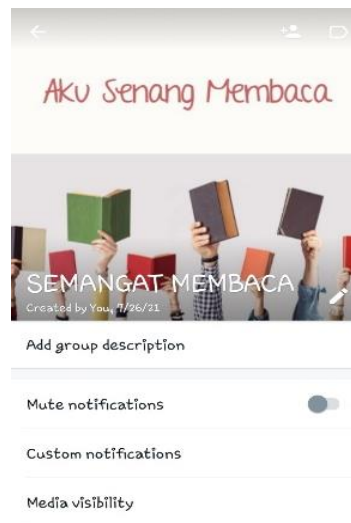 Aku Senang Membaca
SEMANGAT MEMBACA
Created by You, 7/26/21
Add group description
Mute notifications
Custom notifications
Media visibility